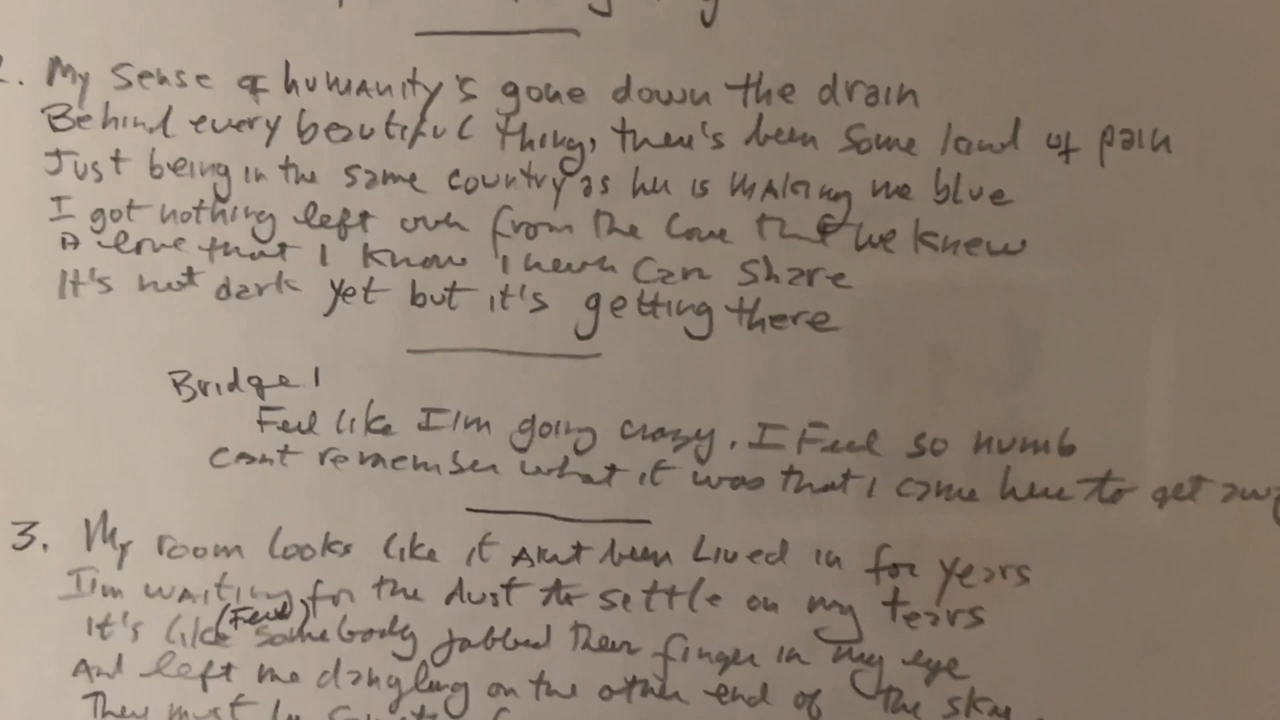 2. My sense of humanity's gone down the drain
Behind every beautiful thing, there's been some kind of pain
Just being in the same country as her is making me blue
I got nothing left over from the love that we knew
A love that I know I never can share
It's not dark yet but it's getting there
Bridge 1
Feel like I'm going crazy, I Feel so numb
Cant remember what it was that I came here to get
3. My room looks like it Aint been Lived in for years
I'm waiting for the dust to settle on my tears
(Feel)
It's like somebody jabbed their finger in my eye
And left me dangling on the other end of the sky
They must